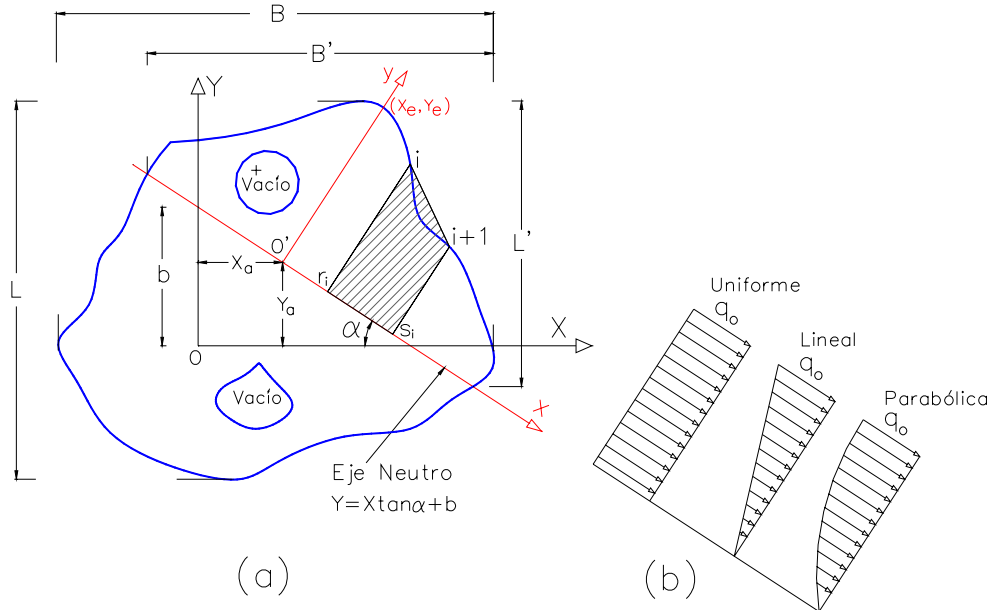 B
B'
Y
y
(Xe,Ye)
+
Vacío
i
i+1
L'
L
b
O'
Xa
ri
Ya
α
si
X
O
Vacío
x
Eje Neutro
Y=Xtanα+b
(a)
Uniforme
qo
Lineal
qo
Parabólica
qo
(b)